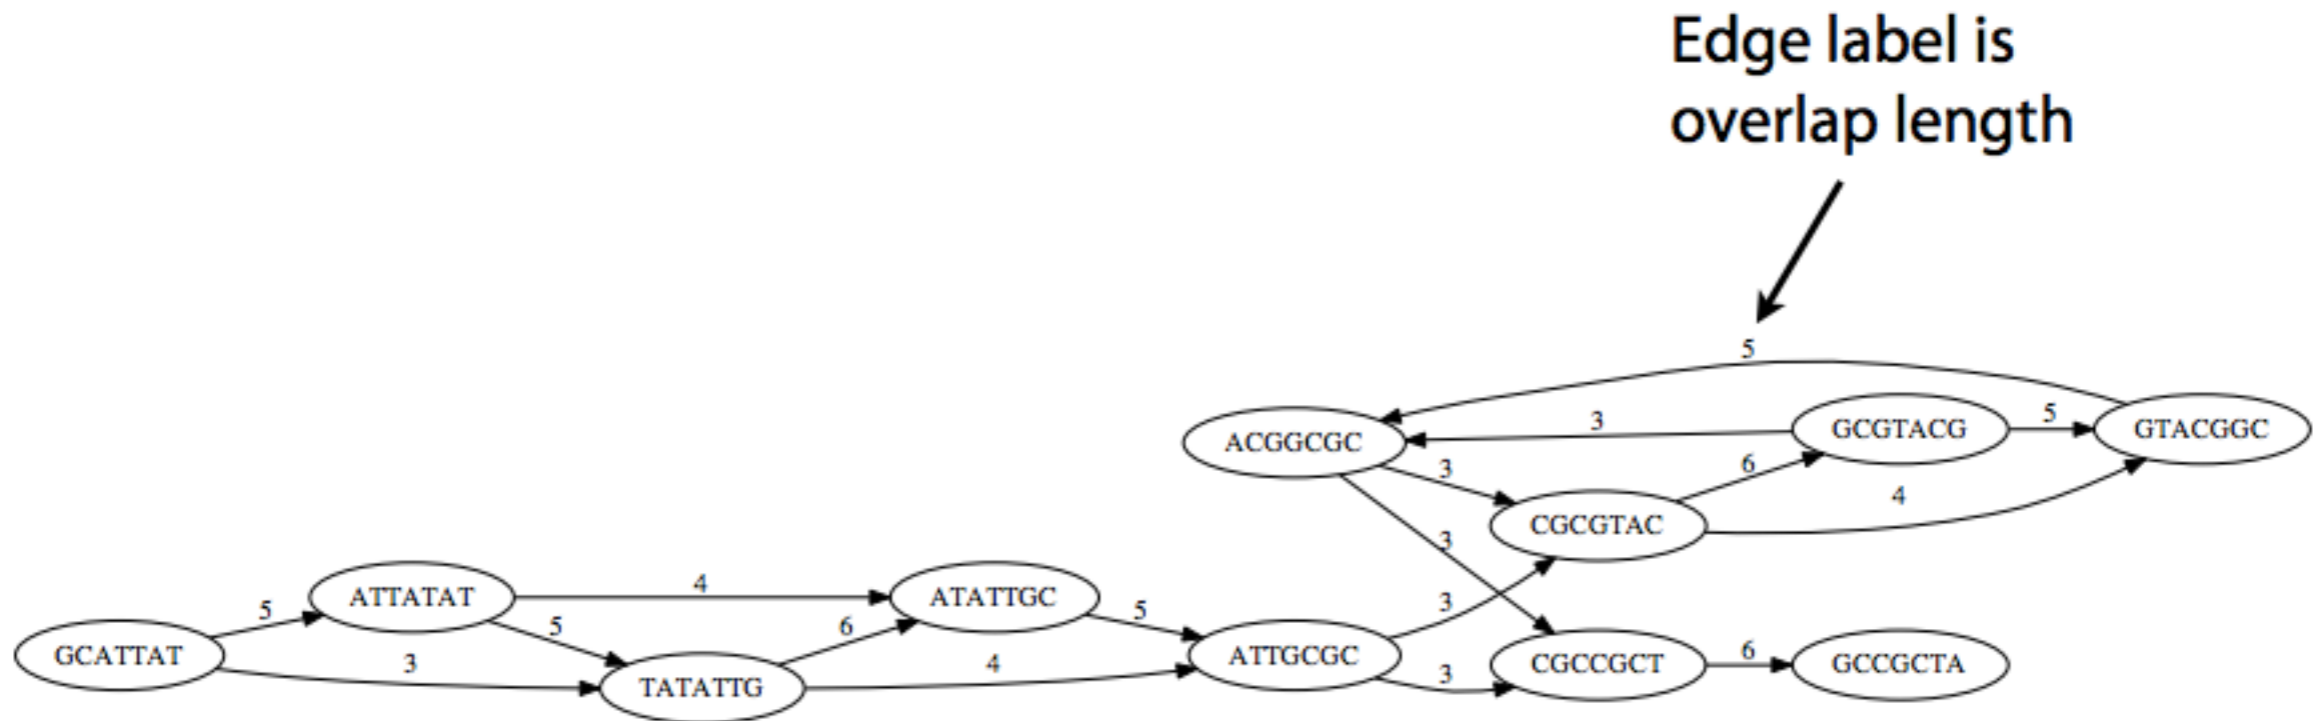 Edge label is
overlap length
5
ACGGCGC
3
GCGTACG
5
GTACGGC
3
6
4
CGCGTAC
3
ATTATAT
4
ATATTGC
5
5
6
5
3
GCATTAT
3
TATATTG
4
ATTGCGC
3
CGCCGCT
6
GCCGCTA